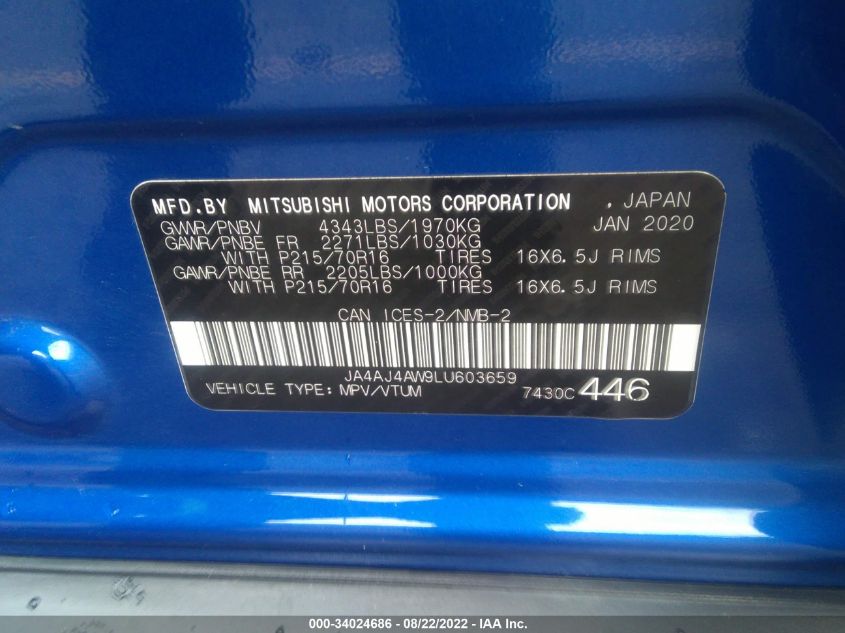 MFD.BY MITSUBISHI MOTORS CORPORATION , JAPAN
GVWR/PNBV 4343LBS/1970KG JAN 2020
GAWR/PNBE FR 2271LBS/1030KG
WITH P215/70R16 TIRES 16X6.5J RIMS
GAWR/PNBE RR 2205LBS/1000KG
WITH P215/70R16 TIRES 16X6.5J RIMS
CAN ICES-2/NMB-2
JA4AJ4AW9LU603659
VEHICLE TYPE:MPV/VTUM 7430C 446
000-34024686 - 08/22/2022 - IAA Inc.